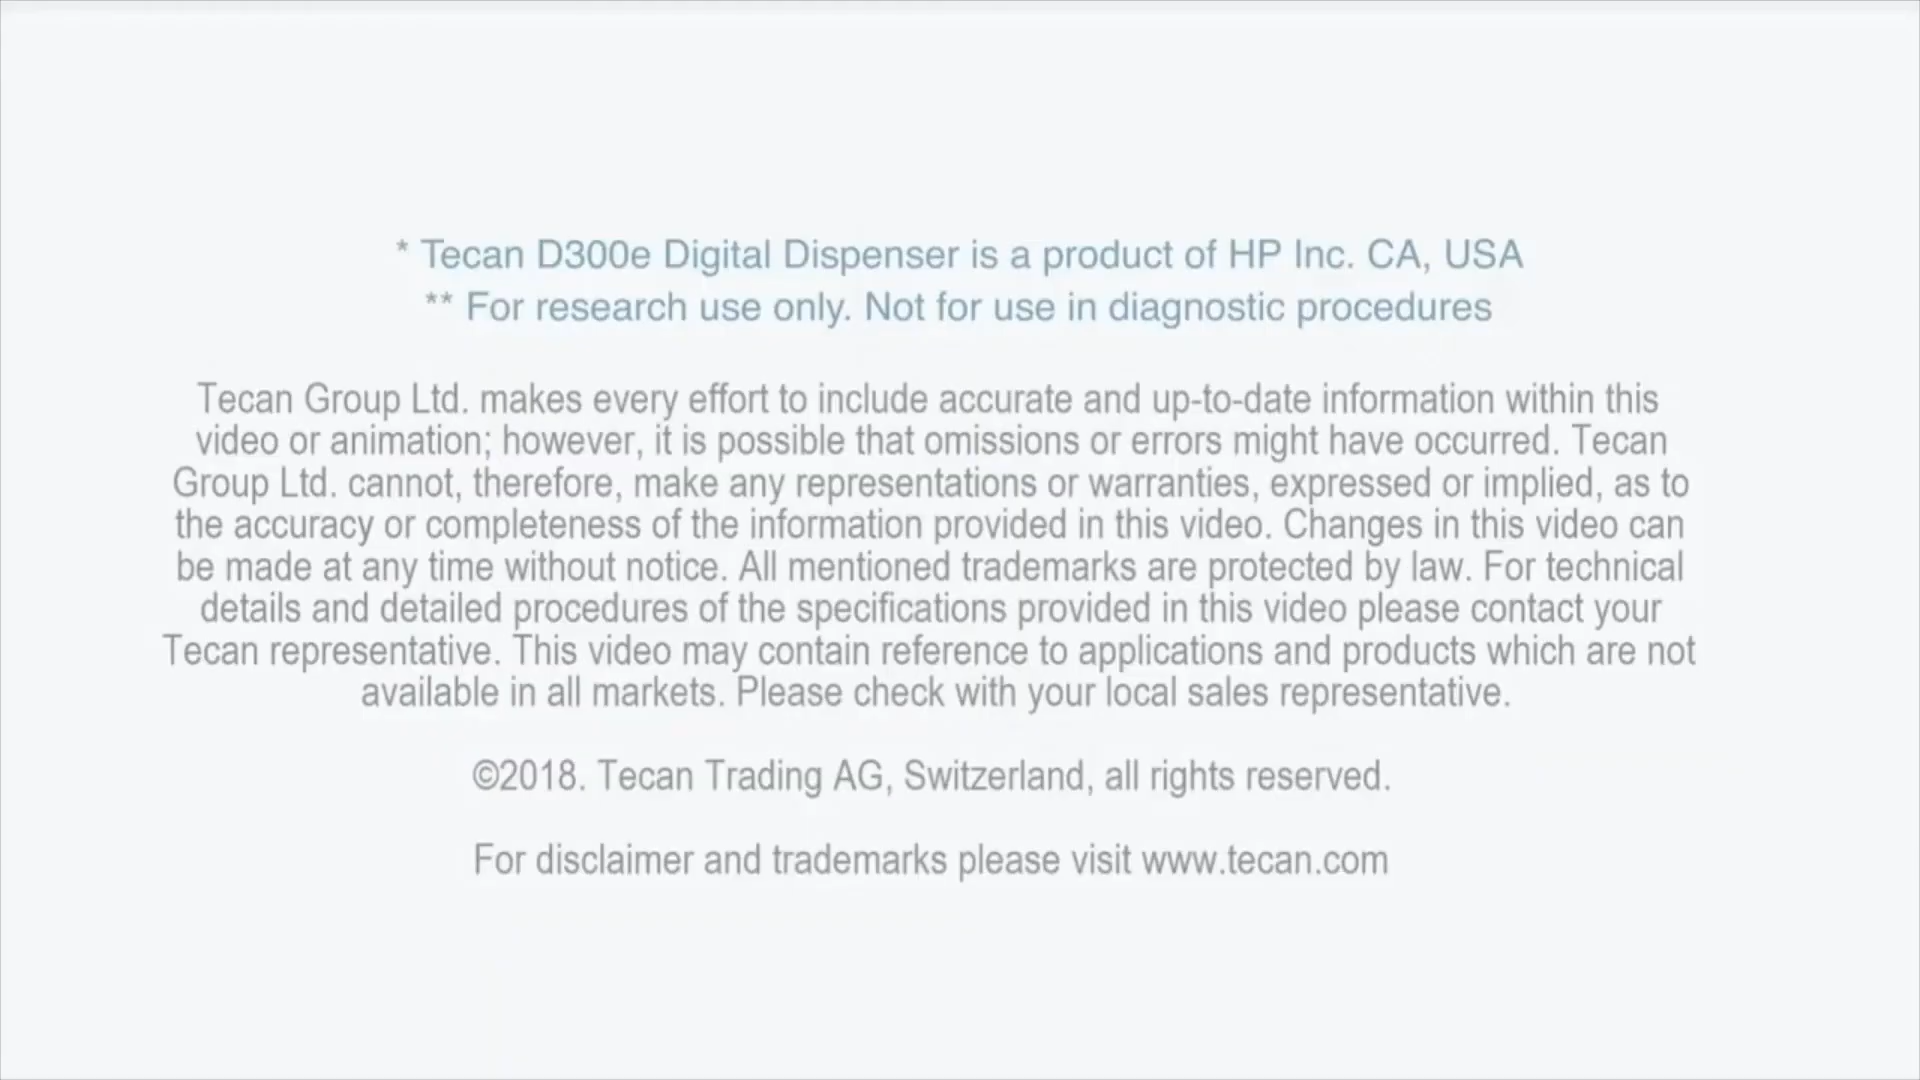 * Tecan D300e Digital Dispenser is a product of HP Inc. CA, USA
** For research use only. Not for use in diagnostic procedures
Tecan Group Ltd. makes every effort to include accurate and up-to-date information within this
video or animation; however, it is possible that omissions or errors might have occurred. Tecan
Group Ltd. cannot, therefore, make any representations or warranties, expressed or implied, as to
the accuracy or completeness of the information provided in this video. Changes in this video can
be made at any time without notice. All mentioned trademarks are protected by law. For technical
details and detailed procedures of the specifications provided in this video please contact your
Tecan representative. This video may contain reference to applications and products which are not
available in all markets. Please check with your local sales representative.
©2018. Tecan Trading AG, Switzerland, all rights reserved.
For disclaimer and trademarks please visit www.tecan.com